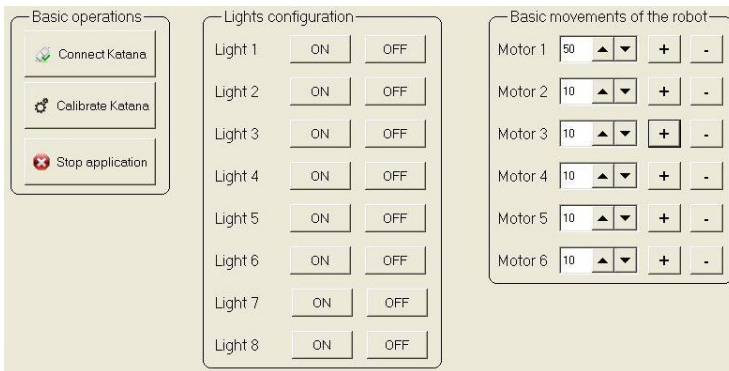 Basic operations
Connect Katana
Calibrate Katana
Stop application
Lights configuration
Light 1 ON OFF
Light 2 ON OFF
Light 3 ON OFF
Light 4 ON OFF
Light 5 ON OFF
Light 6 ON OFF
Light 7 ON OFF
Light 8 ON OFF
Basic movements of the robot
Motor 1 50 + -
Motor 2 10 + -
Motor 3 10 + -
Motor 4 10 + -
Motor 5 10 + -
Motor 6 10 + -